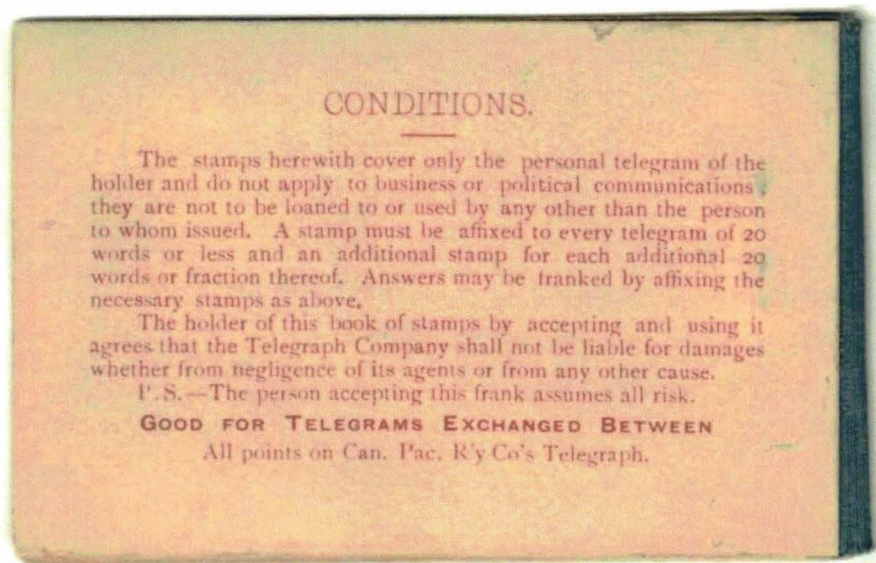 CONDITIONS.
The stamps herewith cover only the personal telegram of the
holder and do not apply to business or political communications,
they are not to be loaned to or used by any other than the person
to whom issued. A stamp must be affixed to every telegram of 20
words or less and an additional stamp for each additional 20
words or fraction thereof. Answers may be franked by affixing the
necessary stamps as above.
The holder of this book of stamps by accepting and using it
agrees that the Telegraph Company shall not be liable for damages
whether from negligence of its agents or from any other cause.
P. S.—The person accepting this frank assumes all risk.
GOOD FOR TELEGRAMS EXCHANGED BETWEEN
All points on Can. Pac. R'y Co's Telegraph.